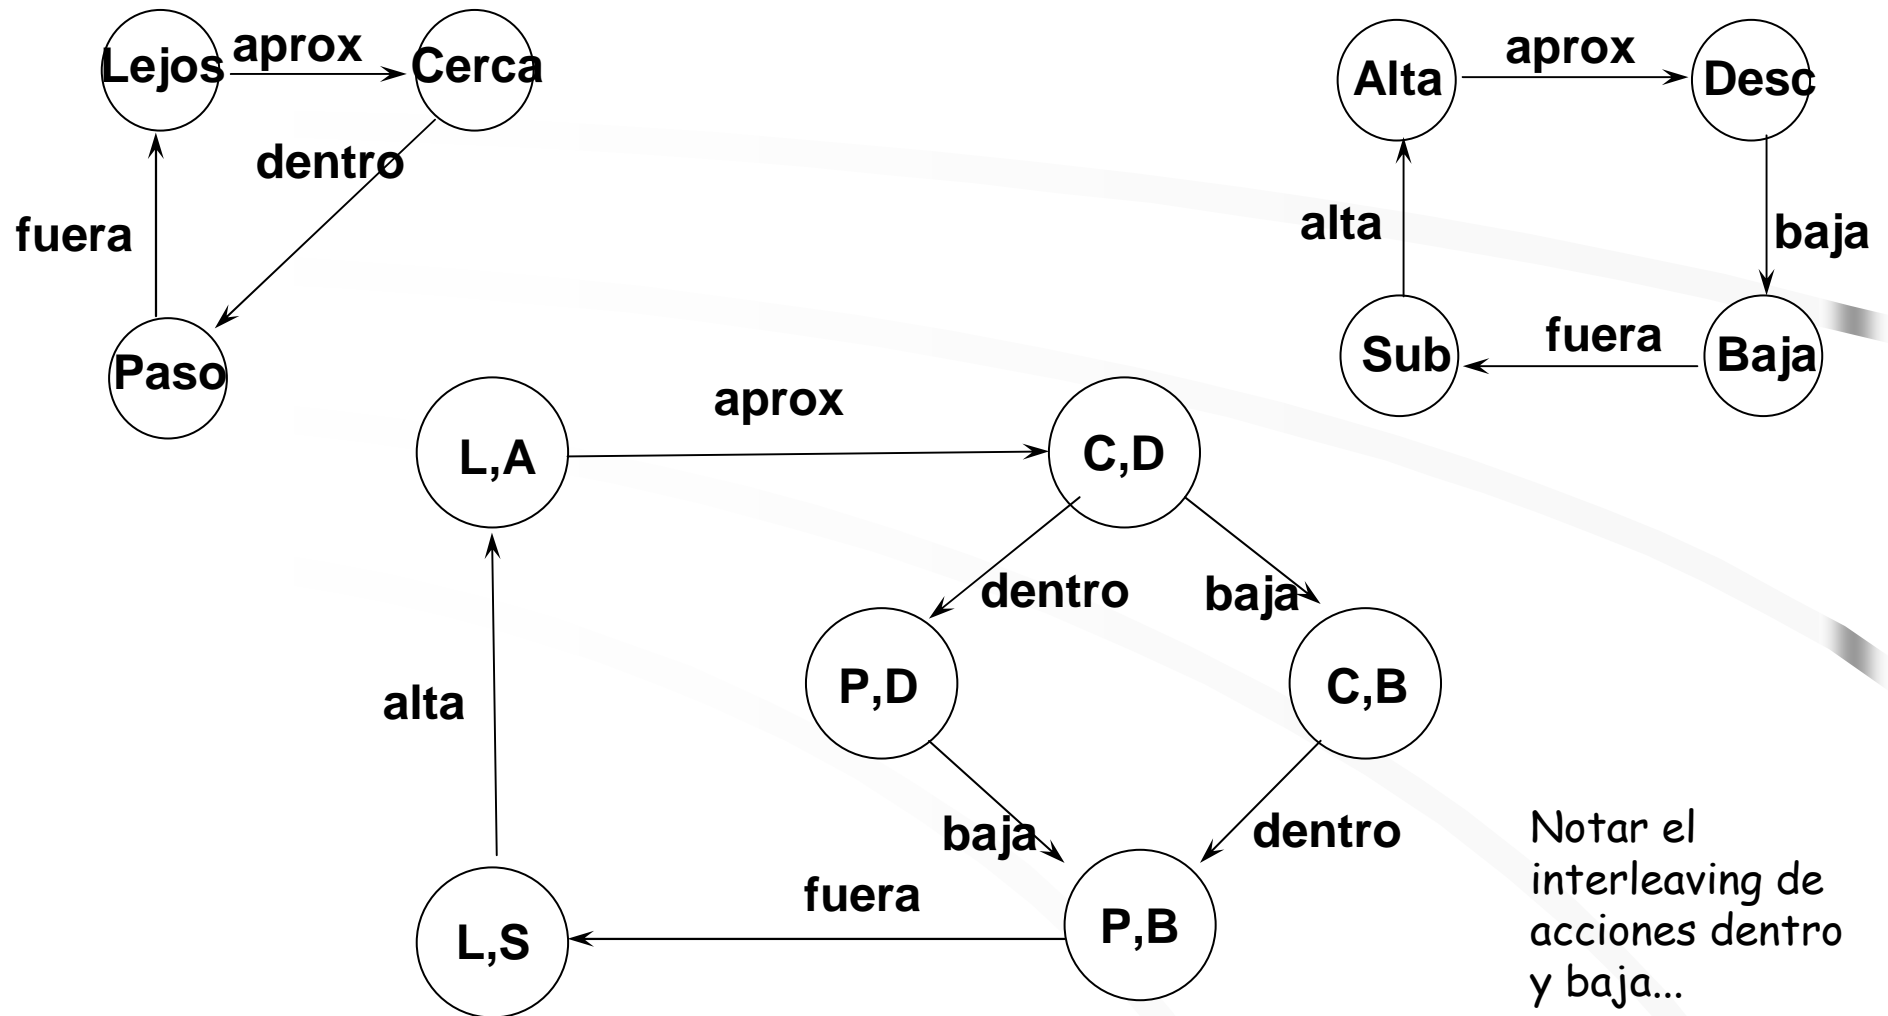 Lejos
aprox
Cerca
dentro
fuera
Paso
Alta
aprox
Desc
alta
baja
Sub
fuera
Baja
L,A
aprox
C,D
dentro
baja
P,D
C,B
alta
baja
dentro
fuera
L,S
P,B
Notar el
interleaving de
acciones dentro
y baja...